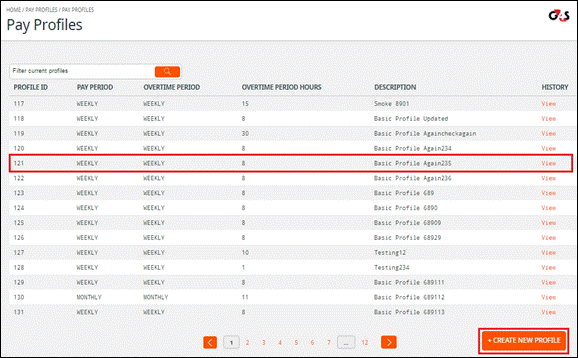 HOME / PAY PROFILES / PAY PROFILES
Pay Profiles
G4S
Filter current profiles
PROFILE ID PAY PERIOD OVERTIME PERIOD OVERTIME PERIOD HOURS DESCRIPTION HISTORY
117 WEEKLY WEEKLY 15 Smoke 8901 View
118 WEEKLY WEEKLY 8 Basic Profile Updated View
119 WEEKLY WEEKLY 30 Basic Profile Againcheckagain View
120 WEEKLY WEEKLY 8 Basic Profile Again234 View
121 WEEKLY WEEKLY 8 Basic Profile Again235 View
122 WEEKLY WEEKLY 8 Basic Profile Again236 View
123 WEEKLY WEEKLY 8 Basic Profile G89 View
124 WEEKLY WEEKLY 8 Basic Profile G890 View
125 WEEKLY WEEKLY 8 Basic Profile G8909 View
126 WEEKLY WEEKLY 8 Basic Profile G8929 View
127 WEEKLY WEEKLY 10 Testing12 View
128 WEEKLY WEEKLY 1 Testing234 View
129 WEEKLY WEEKLY 8 Basic Profile G89111 View
130 MONTHLY MONTHLY 11 Basic Profile G89112 View
131 WEEKLY WEEKLY 8 Basic Profile G89113 View
< 1 2 3 4 5 6 7 ... 12 >
+ CREATE NEW PROFILE